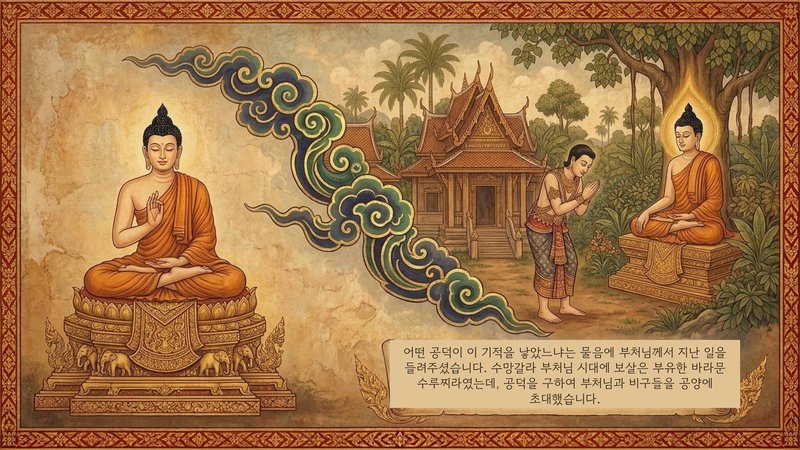 어떤 공덕이 이 기적을 낳았느냐는 물음에 부처님께서 지난 일을
들려주셨습니다. 수망갈라 부처님 시대에 보살은 부유한 바라문
수루찌라였는데, 공덕을 구하여 부처님과 비구들을 공양에
초대했습니다.